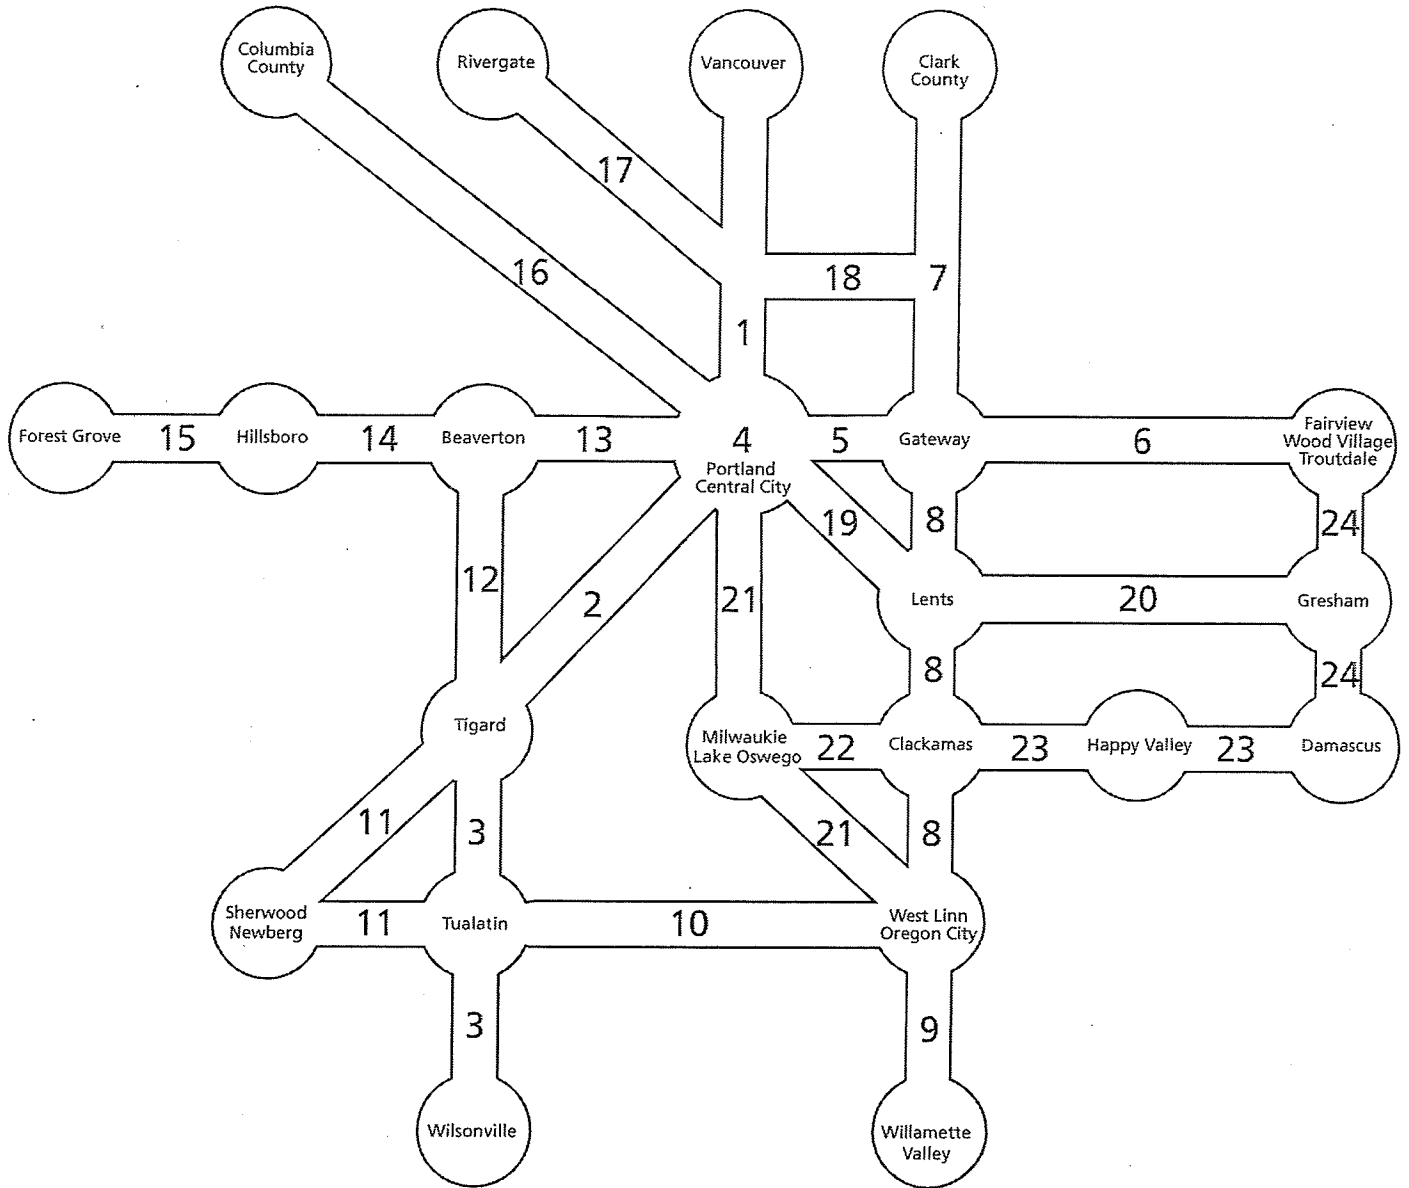 Columbia
County
Rivergate
Vancouver
Clark
County
17
16
18
7
1
Forest Grove
15
Hillsboro
14
Beaverton
13
4
Portland
Central City
5
Gateway
6
Fairview
Wood Village
Troutdale
19
8
24
12
2
21
Lents
20
Gresham
8
24
Tigard
Milwaukie
Lake Oswego
22
Clackamas
23
Happy Valley
23
Damascus
11
3
21
8
Sherwood
Newberg
11
Tualatin
10
West Linn
Oregon City
3
9
Wilsonville
Willamette
Valley